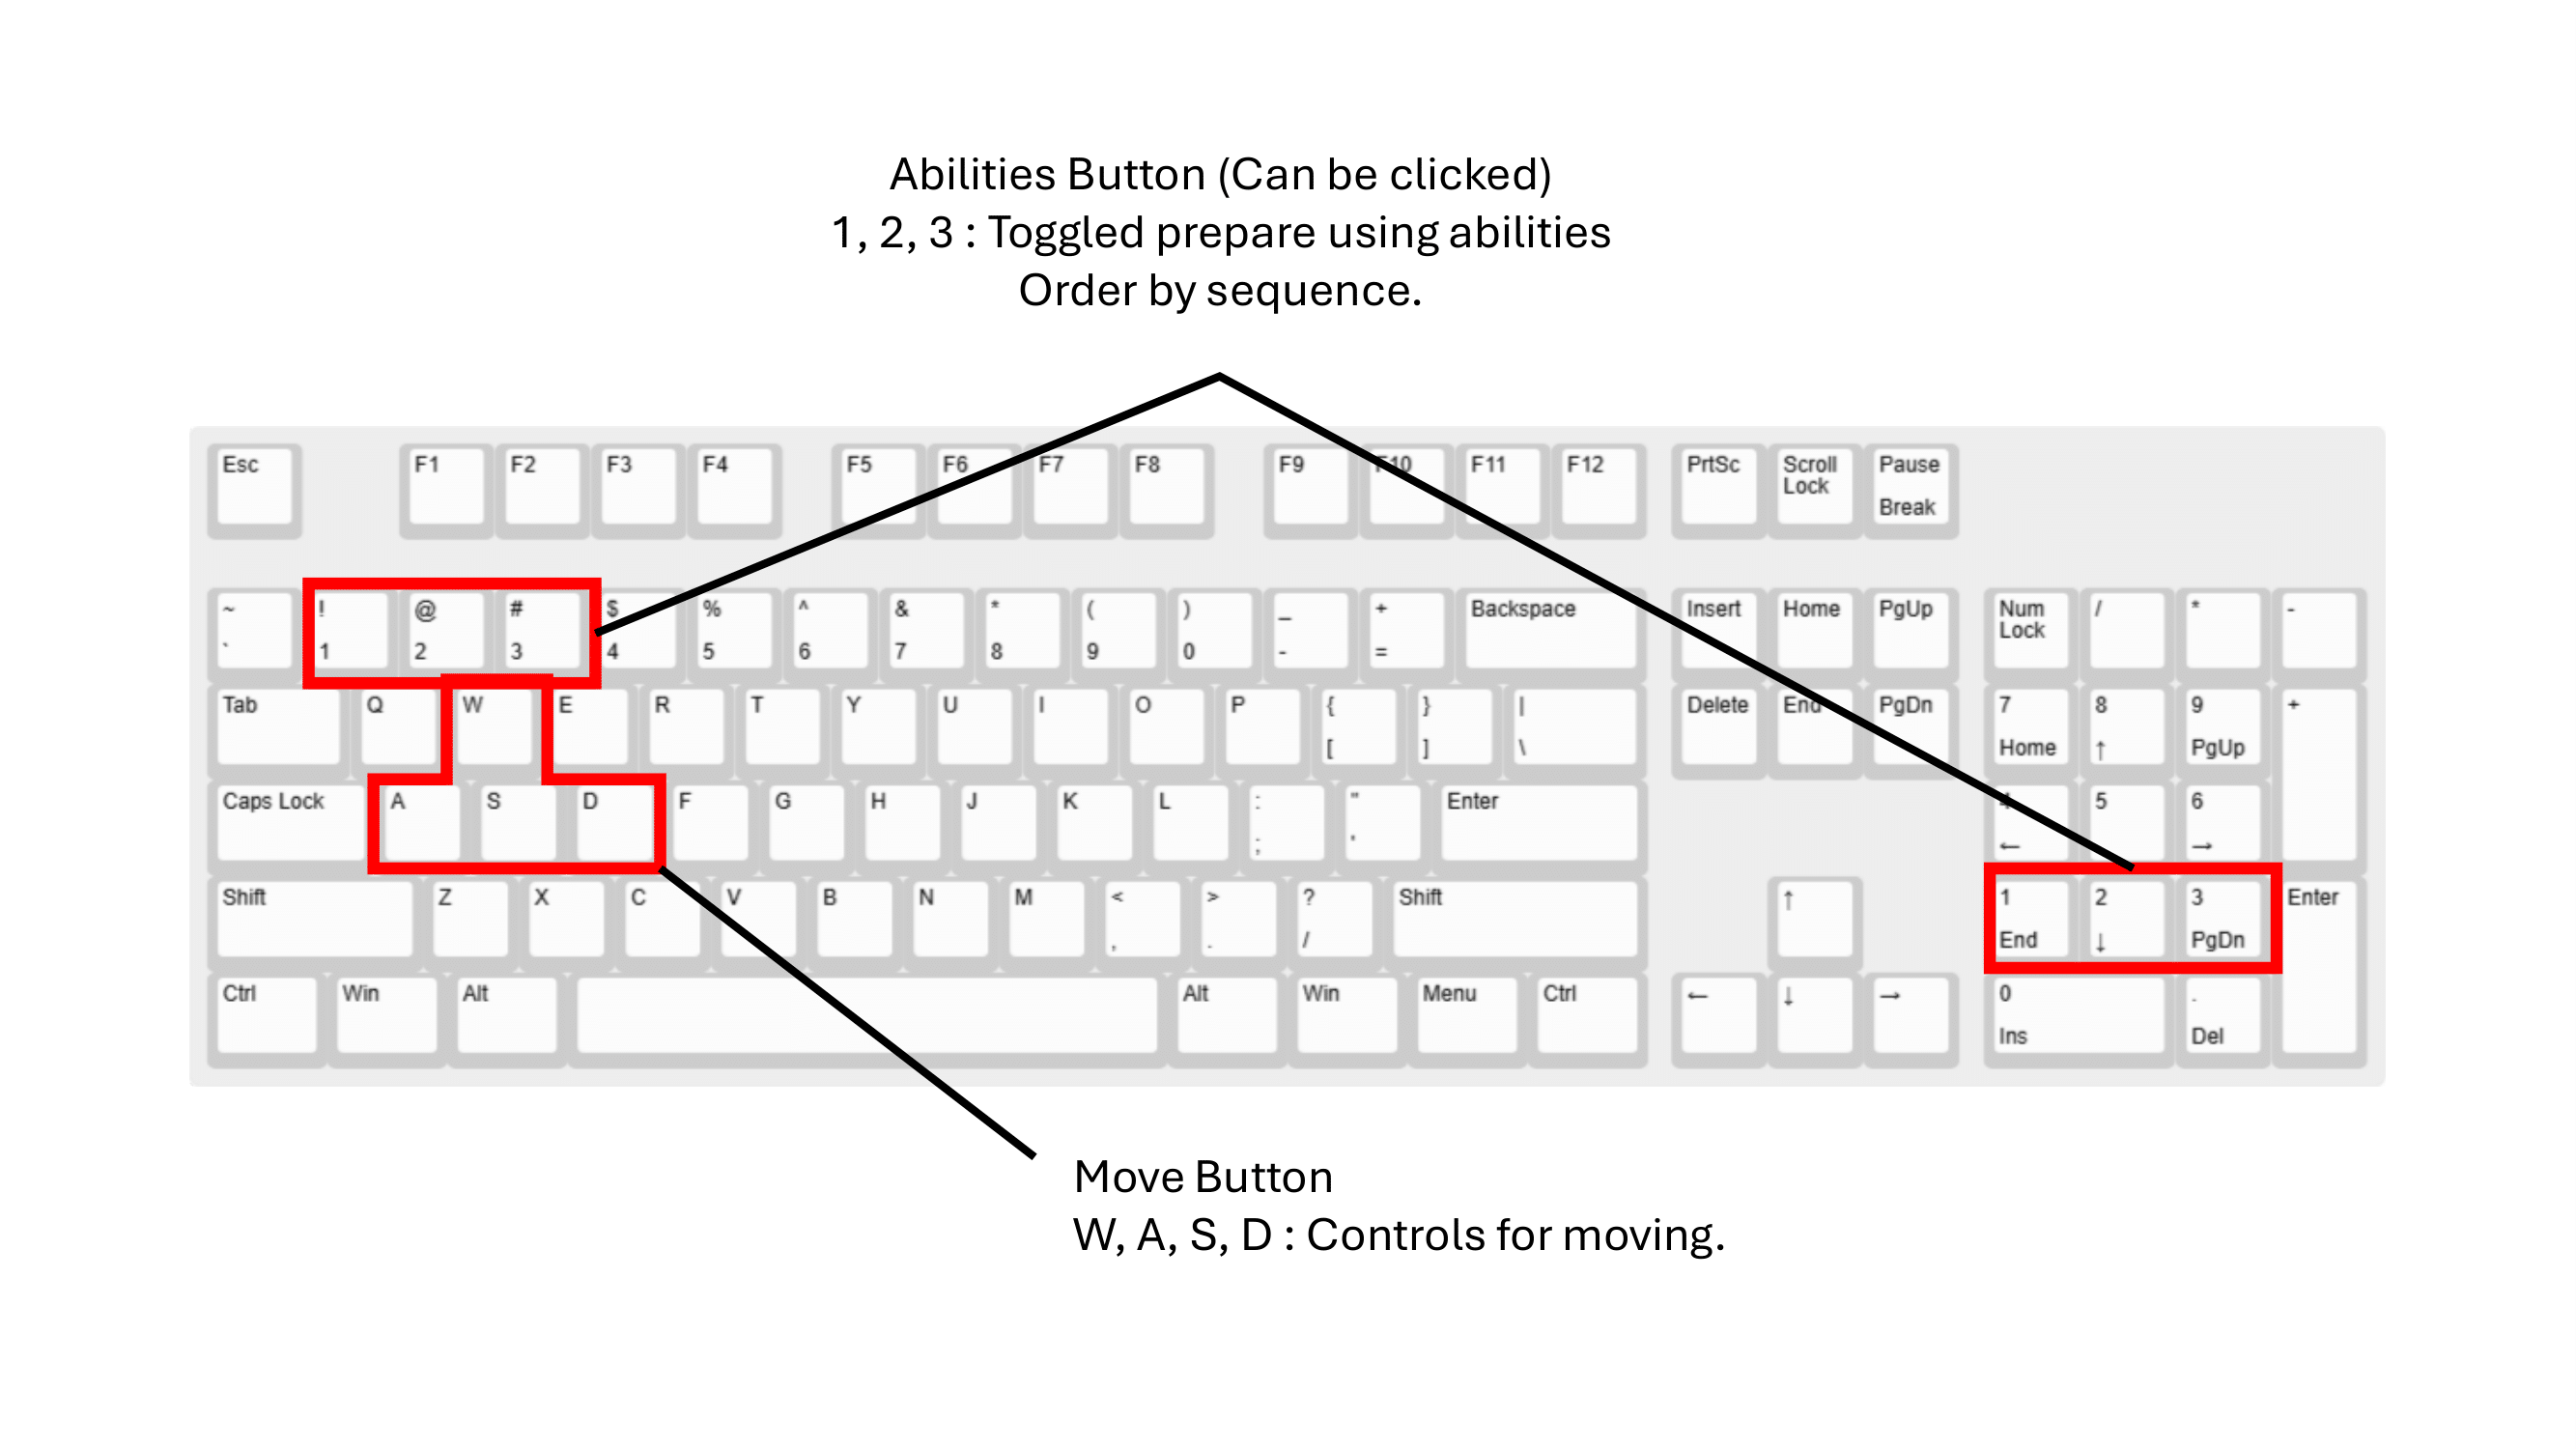 Abilities Button (Can be clicked)
1, 2, 3 : Toggled prepare using abilities
Order by sequence.
Esc F1 F2 F3 F4 F5 F6 F7 F8 F9 F10 F11 F12 PrtSc Scroll Lock Pause Break
~ ` ! 1 @ 2 # 3 $ 4 % 5 ^ 6 & 7 * 8 ( 9 ) 0 _ - + = Backspace Insert Home PgUp Num Lock / * -
Tab Q W E R T Y U I O P { [ } ] | \ Delete End PgDn 7 Home 8 ↑ 9 PgUp +
Caps Lock A S D F G H J K L : ; " ' Enter 4 ← 5 6 →
Shift Z X C V B N M < , > . ? / Shift ↑ 1 End 2 ↓ 3 PgDn Enter
Ctrl Win Alt Alt Win Menu Ctrl ← ↓ → 0 Ins . Del
Move Button
W, A, S, D : Controls for moving.